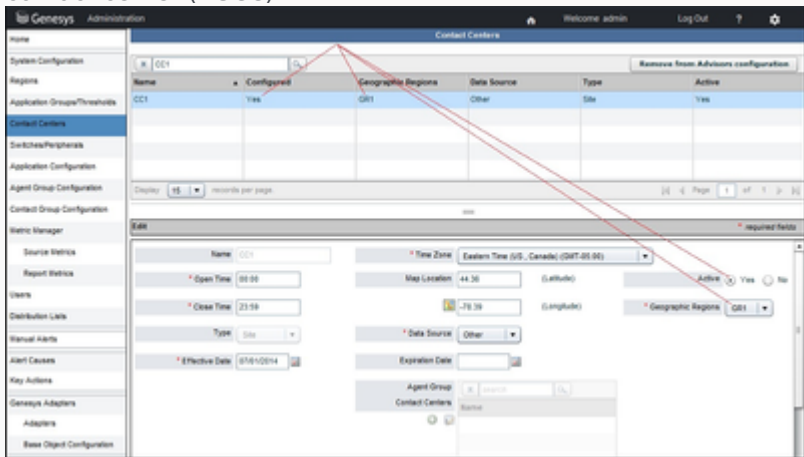 Genesys Administration Welcome admin Log Out ?
Home
System Configuration
Regions
Application Groups/Thresholds
Contact Centers
Switches/Peripherals
Application Configuration
Agent Group Configuration
Contact Group Configuration
Metric Manager
Source Metrics
Report Metrics
Users
Distribution Lists
Manual Alerts
Alert Causes
Key Actions
Genesys Adapters
Adapters
Base Object Configuration
Contact Centers
CC1 Remove from Advisors configuration
Name Configured Geographic Regions Data Source Type Active
CC1 Yes GR1 Other Site Yes
Display 15 records per page. Page 1 of 1
Edit * required fields
Name CC1 * Time Zone Eastern Time (US , Canada) (GMT-05:00)
* Open Time 00:00 Map Location 44.36 (Latitude) Active Yes No
* Close Time 23:59 -78.39 (Longitude) * Geographic Regions GR1
Type Site * Data Source Other
* Effective Date 07/01/2014 Expiration Date
Agent Group search
Contact Centers Name